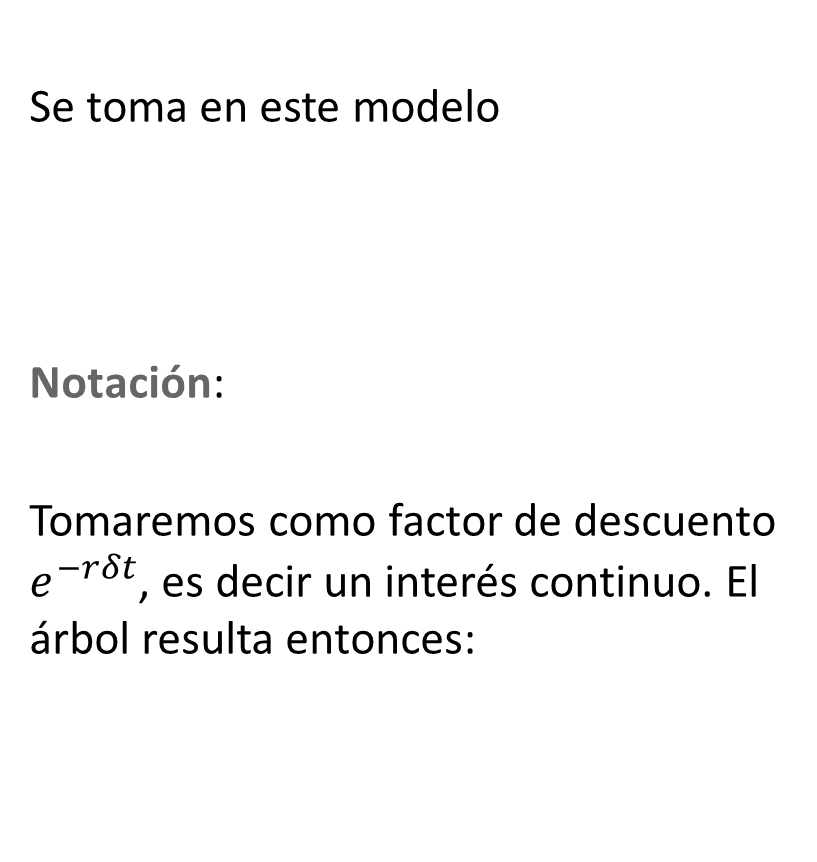 Se toma en este modelo
Notación:
Tomaremos como factor de descuento
𝑒^{−𝑟𝛿𝑡}, es decir un interés continuo. El
árbol resulta entonces: